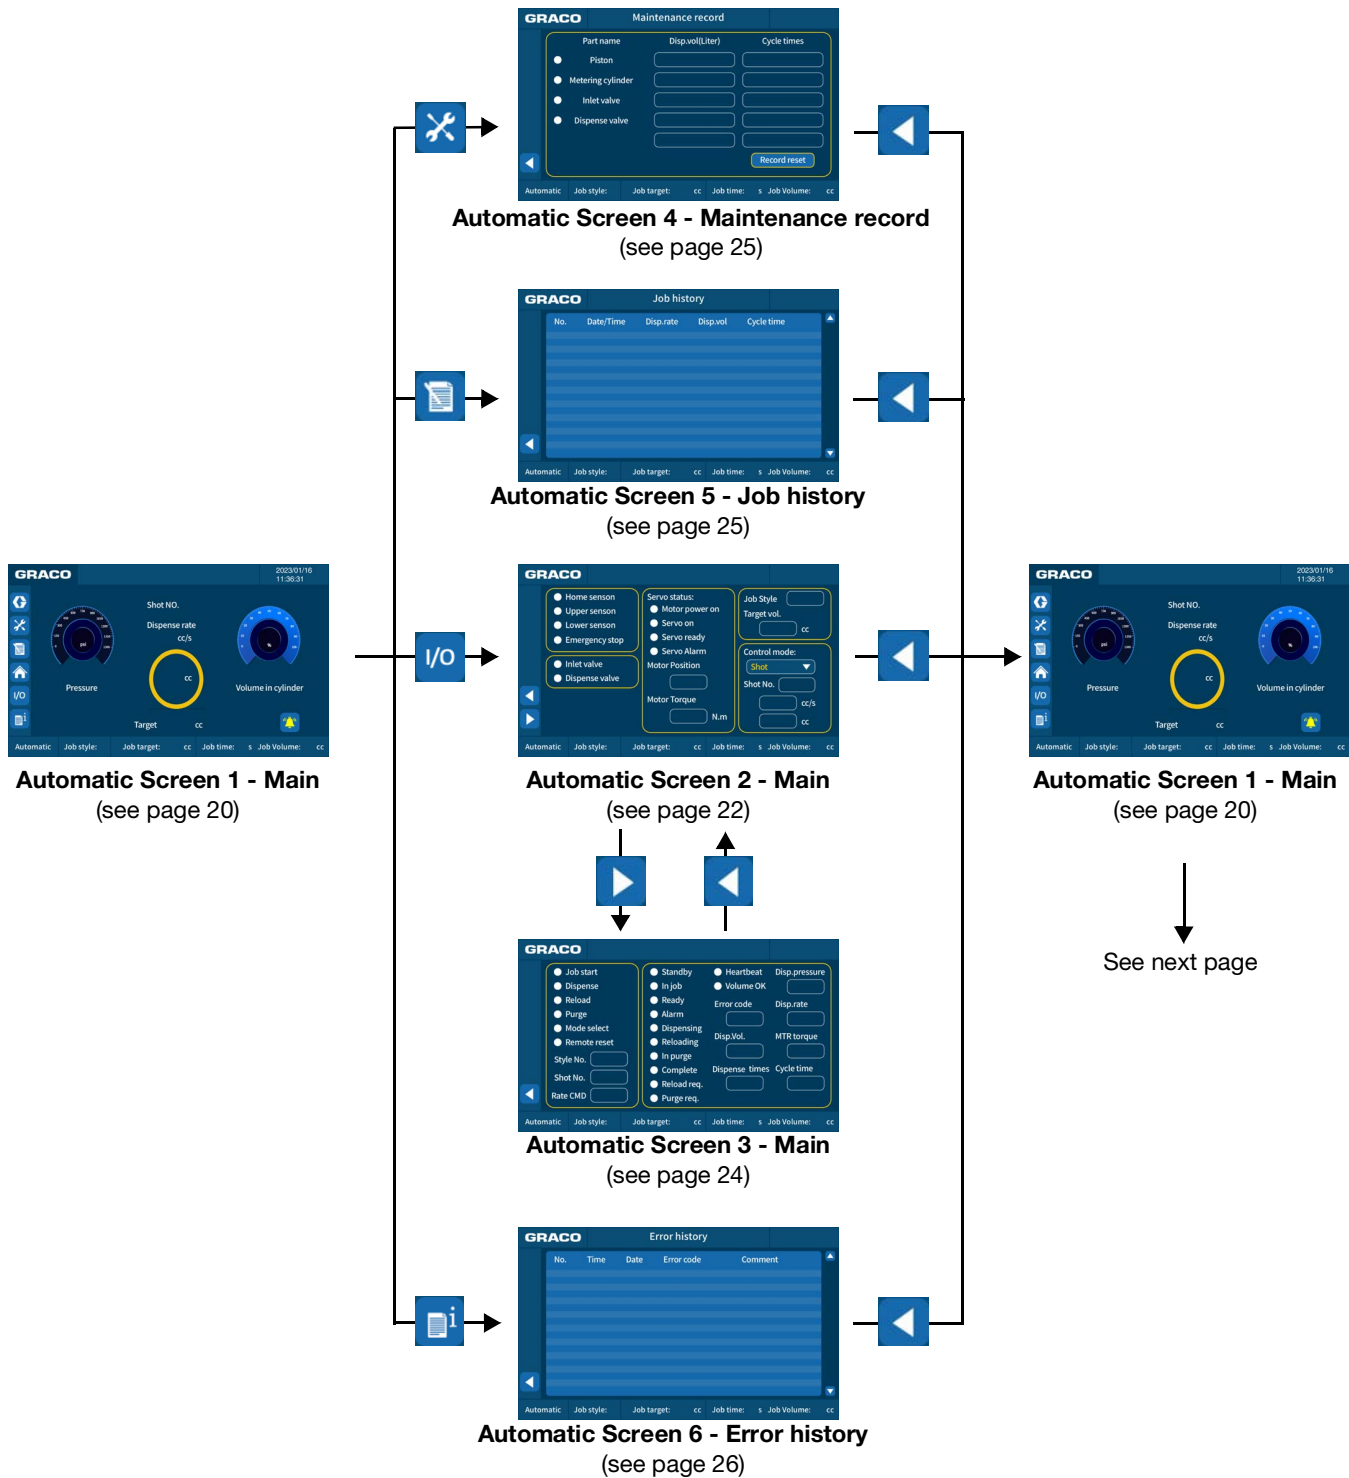 GRACO Maintenance record
Part name Disp.vol(Liter) Cycle times
Piston
Metering cylinder
Inlet valve
Dispense valve
Record reset
Automatic Job style: Job target: cc Job time: s Job Volume: cc
Automatic Screen 4 - Maintenance record
(see page 25)
GRACO Job history
No. Date/Time Disp.rate Disp.vol Cycle time
Automatic Job style: Job target: cc Job time: s Job Volume: cc
Automatic Screen 5 - Job history
(see page 25)
GRACO 2023/01/16
11:36:31
Shot NO.
Dispense rate
cc/s
psi
%
cc
Pressure
Volume in cylinder
I/O
Target cc
Automatic Job style: Job target: cc Job time: s Job Volume: cc
Automatic Screen 1 - Main
(see page 20)
I/O
GRACO
Home senson
Upper senson
Lower senson
Emergency stop
Inlet valve
Dispense valve
Servo status:
Motor power on
Servo on
Servo ready
Servo Alarm
Motor Position
Motor Torque
N.m
Job Style
Target vol.
cc
Control mode:
Shot
Shot No.
cc/s
cc
Automatic Job style: Job target: cc Job time: s Job Volume: cc
Automatic Screen 2 - Main
(see page 22)
GRACO 2023/01/16
11:36:31
Shot NO.
Dispense rate
cc/s
psi
%
cc
Pressure
Volume in cylinder
I/O
Target cc
Automatic Job style: Job target: cc Job time: s Job Volume: cc
Automatic Screen 1 - Main
(see page 20)
See next page
GRACO
Job start
Dispense
Reload
Purge
Mode select
Remote reset
Style No.
Shot No.
Rate CMD
Standby
In job
Ready
Alarm
Dispensing
Reloading
In purge
Complete
Reload req.
Purge req.
Heartbeat
Volume OK
Error code
Disp.Vol.
Dispense times
Disp.pressure
Disp.rate
MTR torque
Cycle time
Automatic Job style: Job target: cc Job time: s Job Volume: cc
Automatic Screen 3 - Main
(see page 24)
GRACO Error history
No. Time Date Error code Comment
Automatic Job style: Job target: cc Job time: s Job Volume: cc
Automatic Screen 6 - Error history
(see page 26)